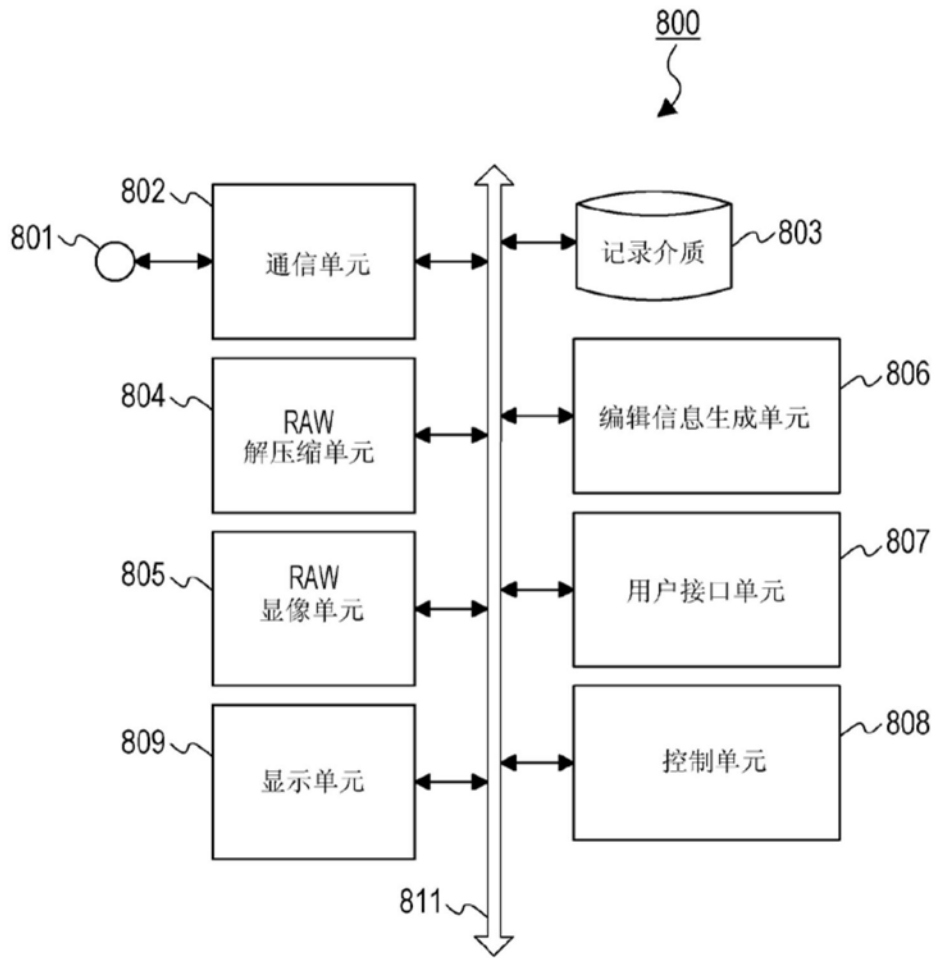 800
802
801
通信单元
记录介质
803
804
RAW
解压缩单元
806
编辑信息生成单元
805
RAW
显像单元
807
用户接口单元
809
显示单元
808
控制单元
811